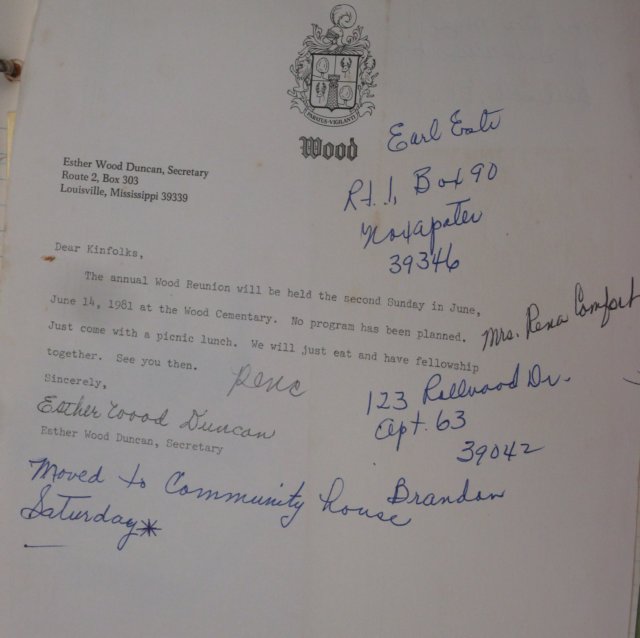 PARATUS-VIGILANTI
Wood
Esther Wood Duncan, Secretary
Route 2, Box 303
Louisville, Mississippi 39339
Earl
Rt. 1, Box 90
Noxapater
39346
Dear Kinfolks,
The annual Wood Reunion will be held the second Sunday in June,
June 14, 1981 at the Wood Cementary. No program has been planned.
Just come with a picnic lunch. We will just eat and have fellowship
together. See you then.
Mrs. Rena Comfort
123 Dr.
Apt. 63
39042
Brandon
Sincerely,
Esther Wood Duncan
Esther Wood Duncan, Secretary
Moved to Community house
Saturday*